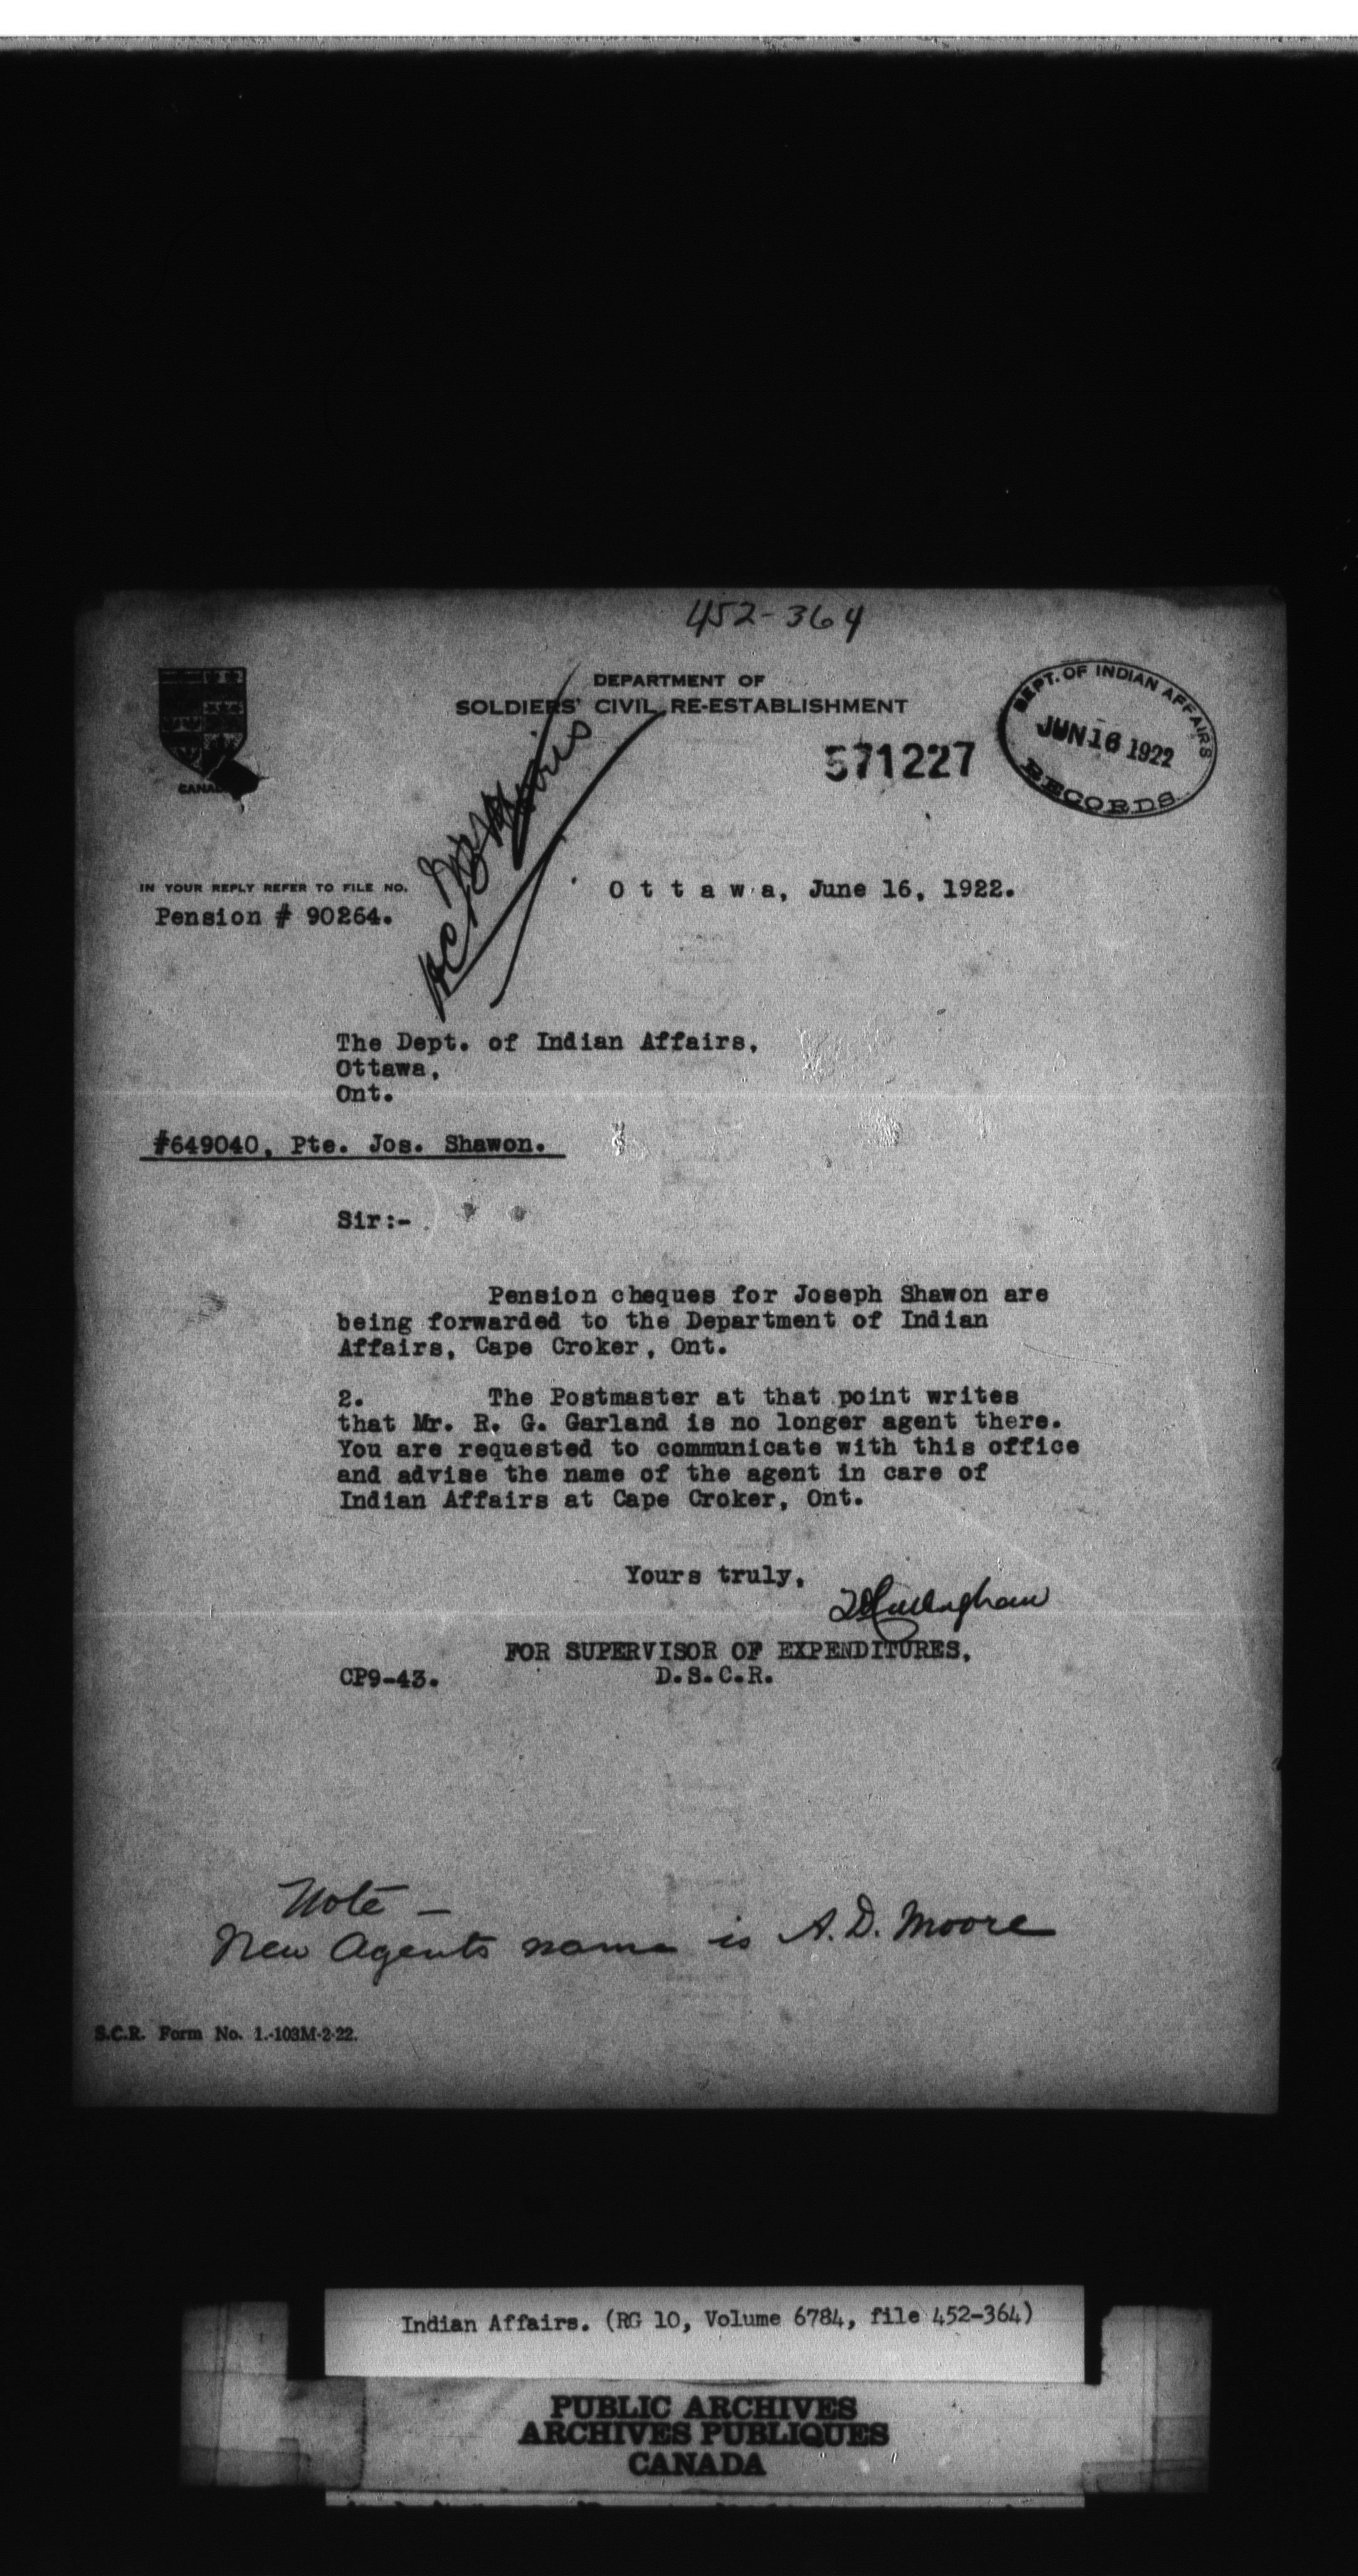 452-364
DEPARTMENT OF
SOLDIERS' CIVIL RE-ESTABLISHMENT
DEPT. OF INDIAN AFFAIRS
JUN 16 1922
RECORDS
571227
CANADA
IN YOUR REPLY REFER TO FILE NO.
Pension # 90264.
O t t a w a, June 16, 1922.
The Dept. of Indian Affairs,
Ottawa,
Ont.
#649040, Pte. Jos. Shawon.
Sir:-
Pension cheques for Joseph Shawon are
being forwarded to the Department of Indian
Affairs, Cape Croker, Ont.
2. The Postmaster at that point writes
that Mr. R. G. Garland is no longer agent there.
You are requested to communicate with this office
and advise the name of the agent in care of
Indian Affairs at Cape Croker, Ont.
Yours truly,
FOR SUPERVISOR OF EXPENDITURES,
CP9-43. D.S.C.R.
Note -
New Agents name is A. D. Moore
S.C.R. Form No. 1.-103M-2-22.
Indian Affairs. (RG 10, Volume 6784, file 452-364)
PUBLIC ARCHIVES
ARCHIVES PUBLIQUES
CANADA